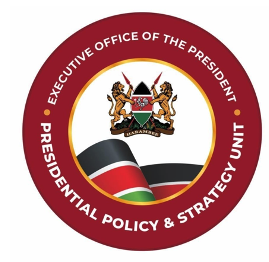 EXECUTIVE OFFICE OF THE PRESIDENT
HARAMBEE
PRESIDENTIAL POLICY & STRATEGY UNIT